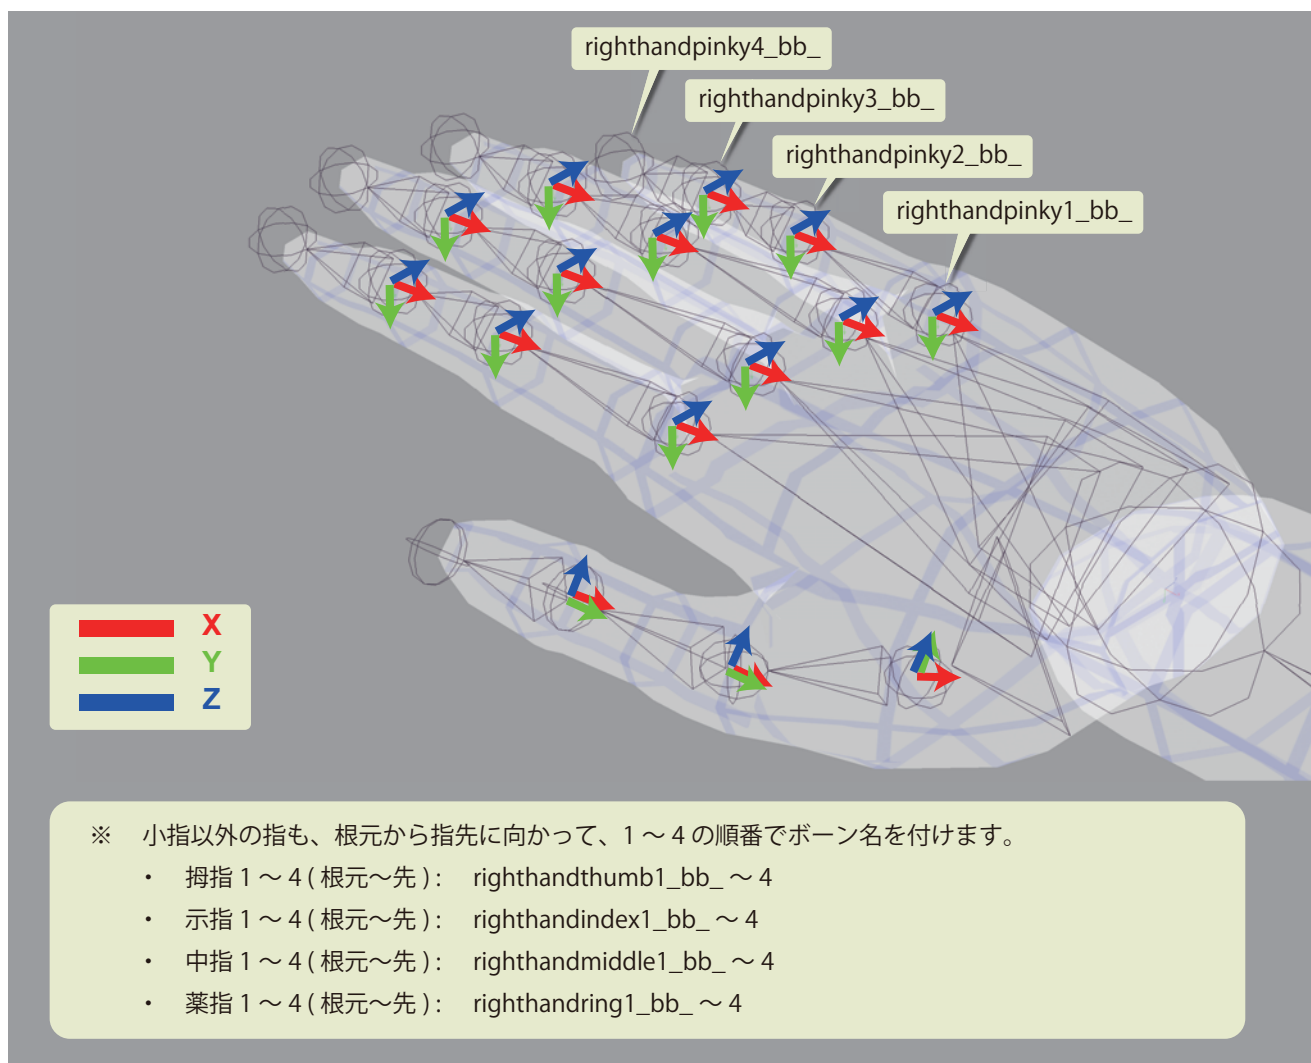 righthandpinky4_bb_
righthandpinky3_bb_
righthandpinky2_bb_
righthandpinky1_bb_
X
Y
Z
※ 小指以外の指も、根元から指先に向かって、1 ～ 4 の順番でボーン名を付けます。
・ 拇指 1 ～ 4 ( 根元～先 ) : righthandthumb1_bb_ ～ 4
・ 示指 1 ～ 4 ( 根元～先 ) : righthandindex1_bb_ ～ 4
・ 中指 1 ～ 4 ( 根元～先 ) : righthandmiddle1_bb_ ～ 4
・ 薬指 1 ～ 4 ( 根元～先 ) : righthandring1_bb_ ～ 4